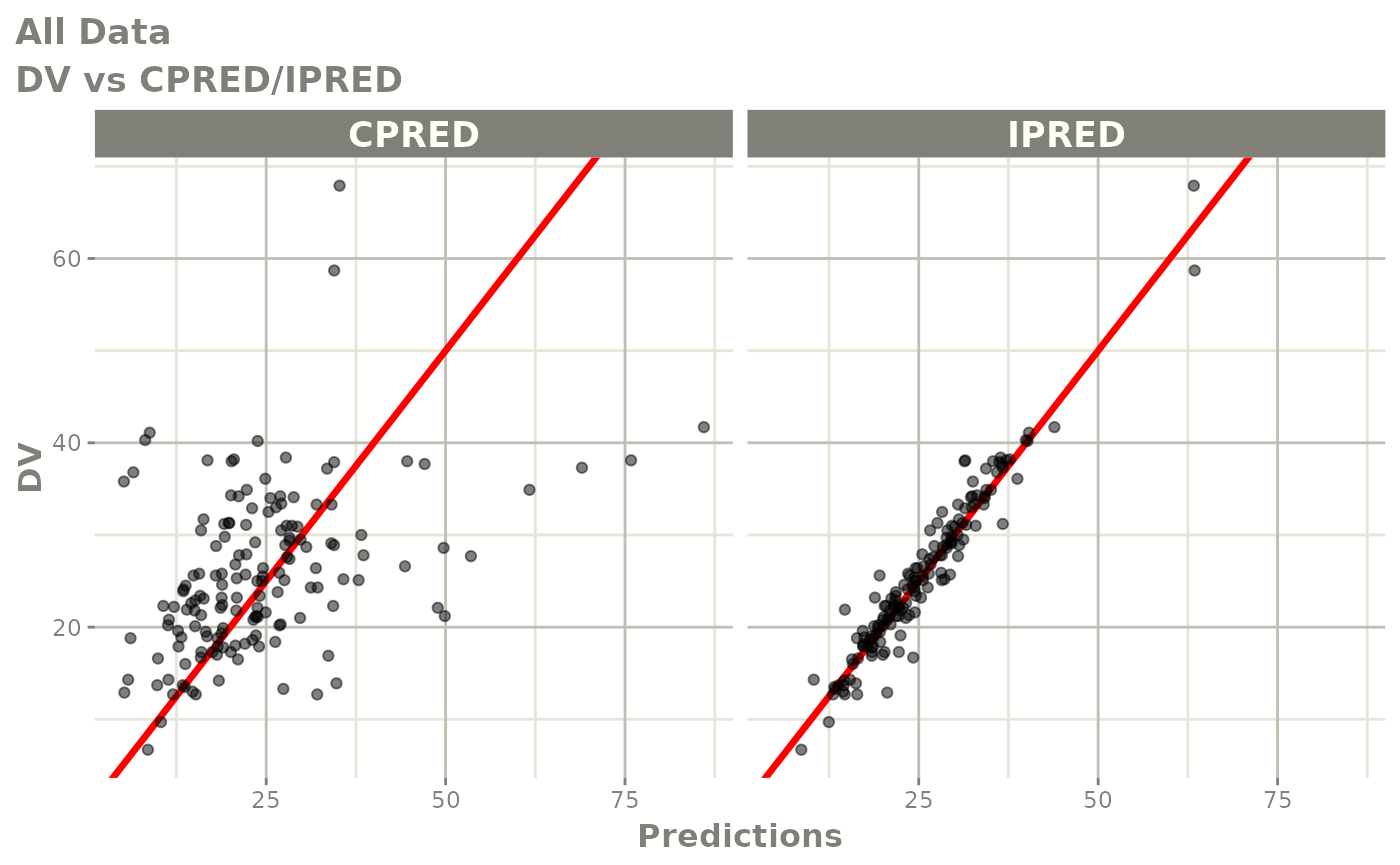 All Data
DV vs CPRED/IPRED
CPRED IPRED
60
40
20
DV
25 50 75 25 50 75
Predictions